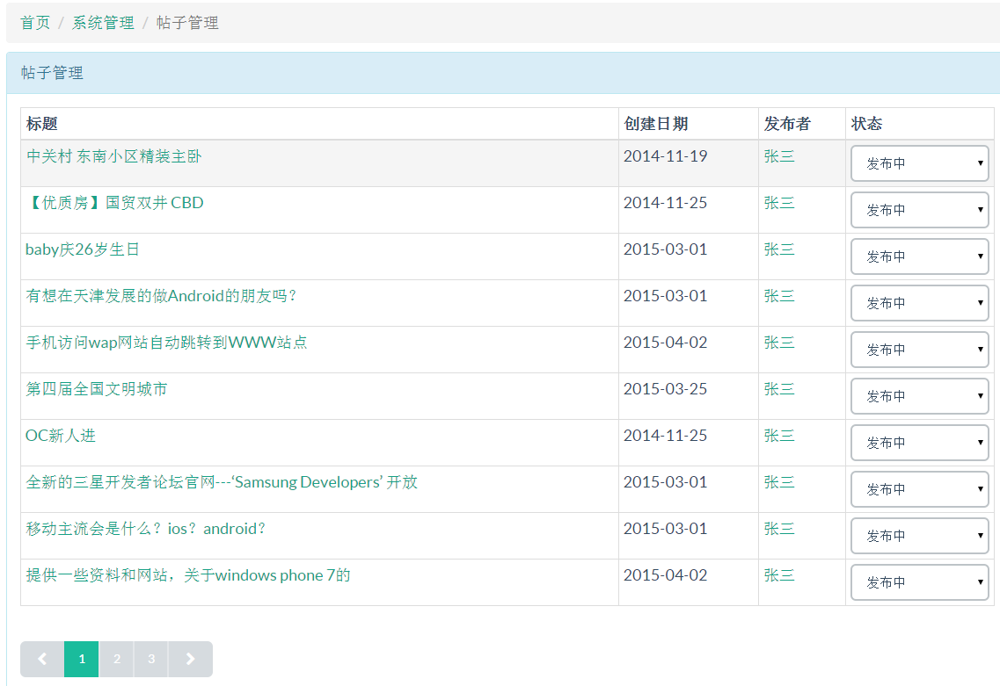 首页 / 系统管理 / 帖子管理
帖子管理
标题 创建日期 发布者 状态
中关村 东南小区精装主卧 2014-11-19 张三 发布中
【优质房】国贸双井 CBD 2014-11-25 张三 发布中
baby庆26岁生日 2015-03-01 张三 发布中
有想在天津发展的做Android的朋友吗？ 2015-03-01 张三 发布中
手机访问wap网站自动跳转到WWW站点 2015-04-02 张三 发布中
第四届全国文明城市 2015-03-25 张三 发布中
OC新人进 2014-11-25 张三 发布中
全新的三星开发者论坛官网---‘Samsung Developers’ 开放 2015-03-01 张三 发布中
移动主流会是什么？ios？android？ 2015-03-01 张三 发布中
提供一些资料和网站，关于windows phone 7的 2015-04-02 张三 发布中
1 2 3